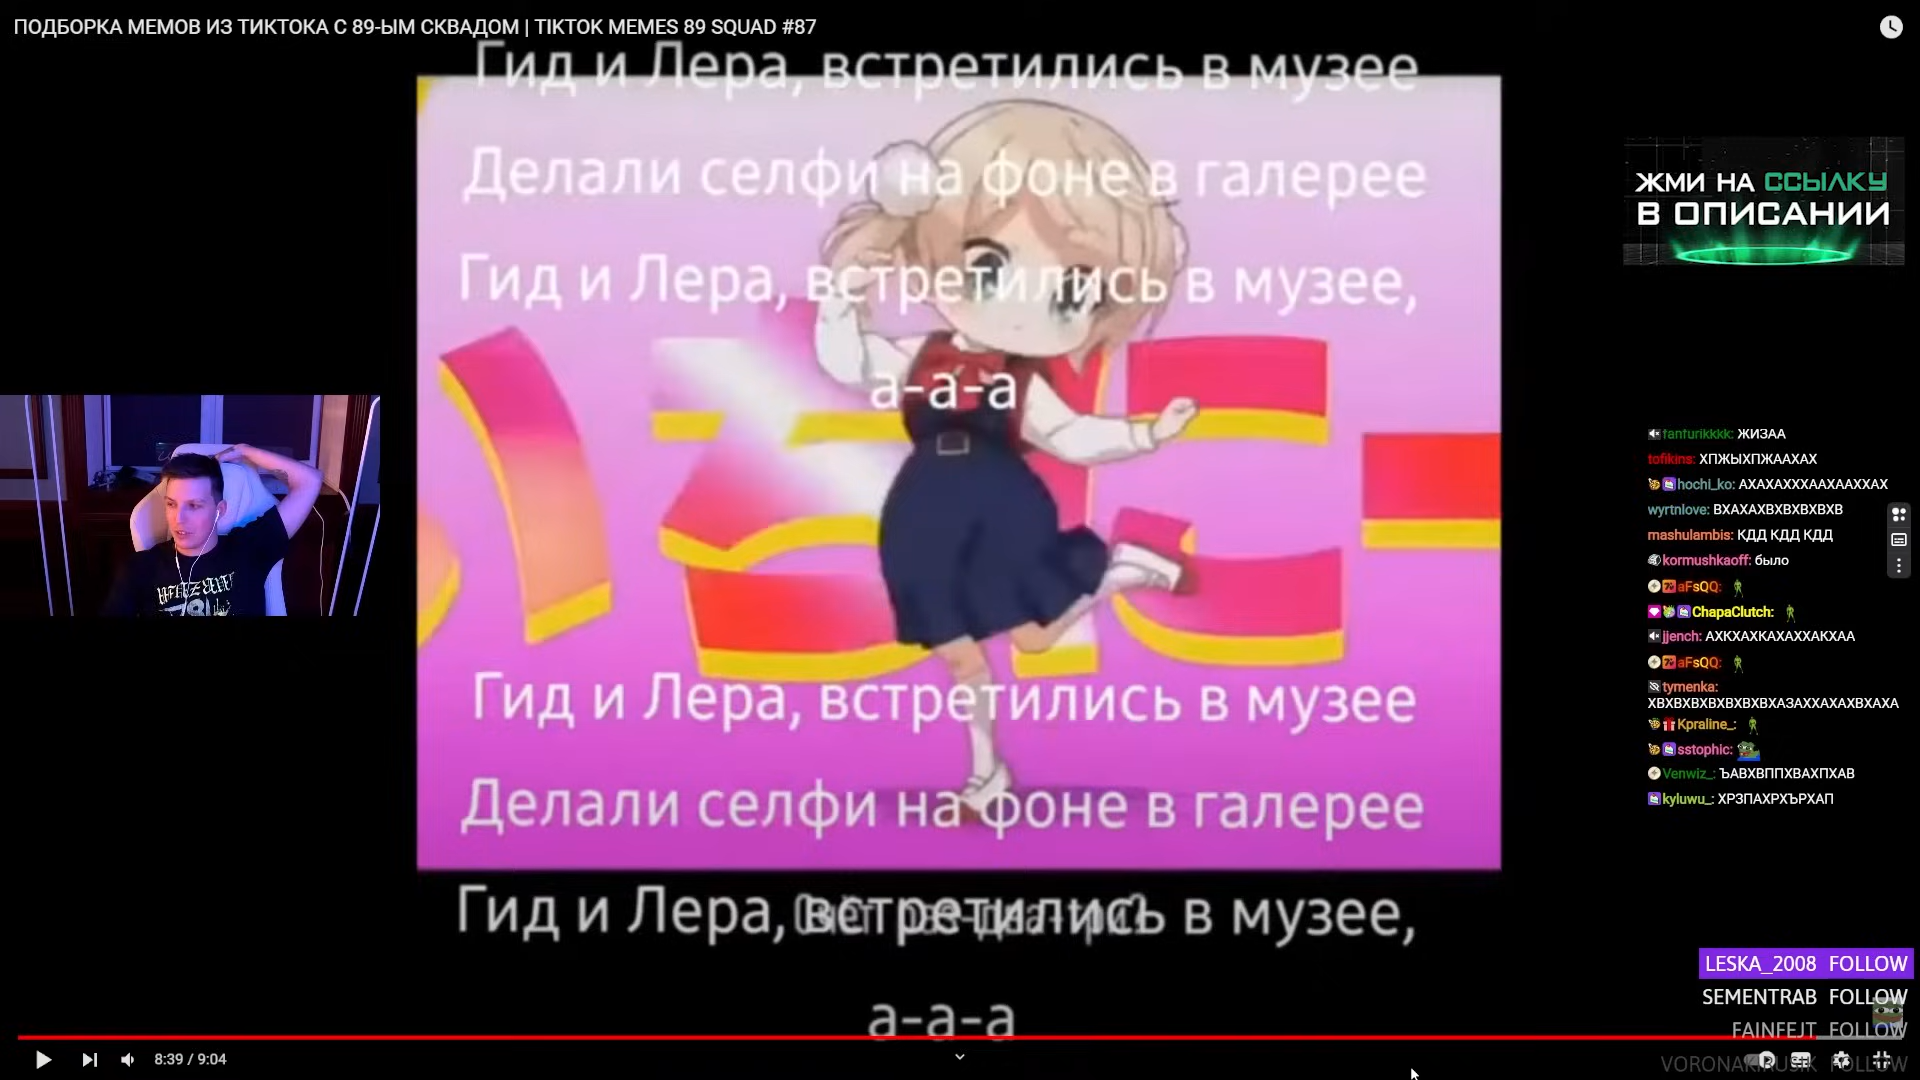 ПОДБОРКА МЕМОВ ИЗ ТИКТОКА С 89-ЫМ СКВАДОМ | TIKTOK MEMES 89 SQUAD #87
Гид и Лера, встретились в музее
Делали селфи на фоне в галерее
Гид и Лера, встретились в музее,
а-а-а
Гид и Лера, встретились в музее
Делали селфи на фоне в галерее
Гид и Лера, встретились в музее,
а-а-а
ЖМИ НА ССЫЛКУ
В ОПИСАНИИ
fanfurikkkk: ЖИЗАА
tofikins: ХПЖЫХПЖААХАХ
hochi_ko: АХАХАХХХААХААХХАХ
wyrtnlove: ВХАХАХВХВХВХВХВ
mashulambis: КДД КДД КДД
kormushkaoff: было
aFsQQ:
ChapaClutch:
jjench: АХКХАХКАХАХХАКХАА
aFsQQ:
tymenka:
ХВХВХВХВХВХВХВХАЗАХХАХАХВХАХА
Kpraline_:
sstophic:
Venwiz_: ЪАВХВППХВАХПХАВ
kyluwu_: ХРЗПАХРХЪРХАП
LESKA_2008 FOLLOW
SEMENTRAB FOLLOW
FAINFEJT FOLLOW
FOLLOW
8:39 / 9:04